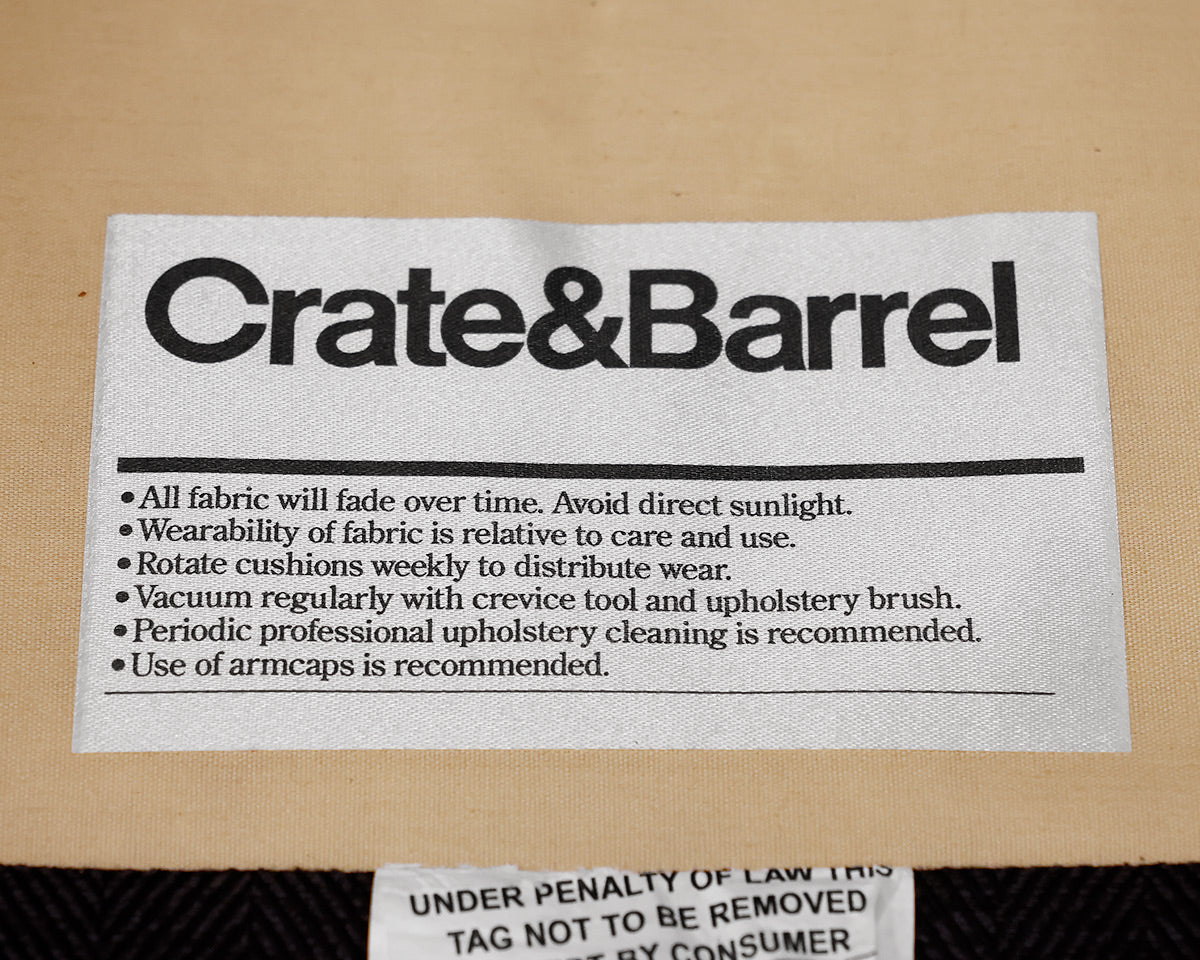 Crate&Barrel
•All fabric will fade over time. Avoid direct sunlight.
•Wearability of fabric is relative to care and use.
•Rotate cushions weekly to distribute wear.
•Vacuum regularly with crevice tool and upholstery brush.
•Periodic professional upholstery cleaning is recommended.
•Use of armcaps is recommended.
UNDER PENALTY OF LAW THIS
TAG NOT TO BE REMOVED
BY CONSUMER